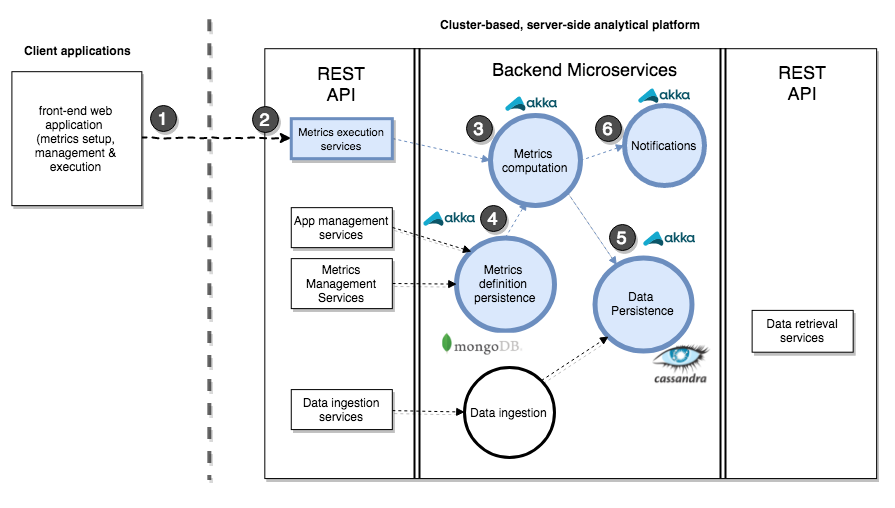 Cluster-based, server-side analytical platform
Client applications
front-end web
application
(metrics setup,
management &
execution
1
2
REST
API
Metrics execution
services
App management
services
Metrics
Management
Services
Data ingestion
services
Backend Microservices
akka
3
Metrics
computation
akka
6
Notifications
akka
4
Metrics
definition
persistence
mongoDB.
5
akka
Data
Persistence
cassandra
Data ingestion
REST
API
Data retrieval
services